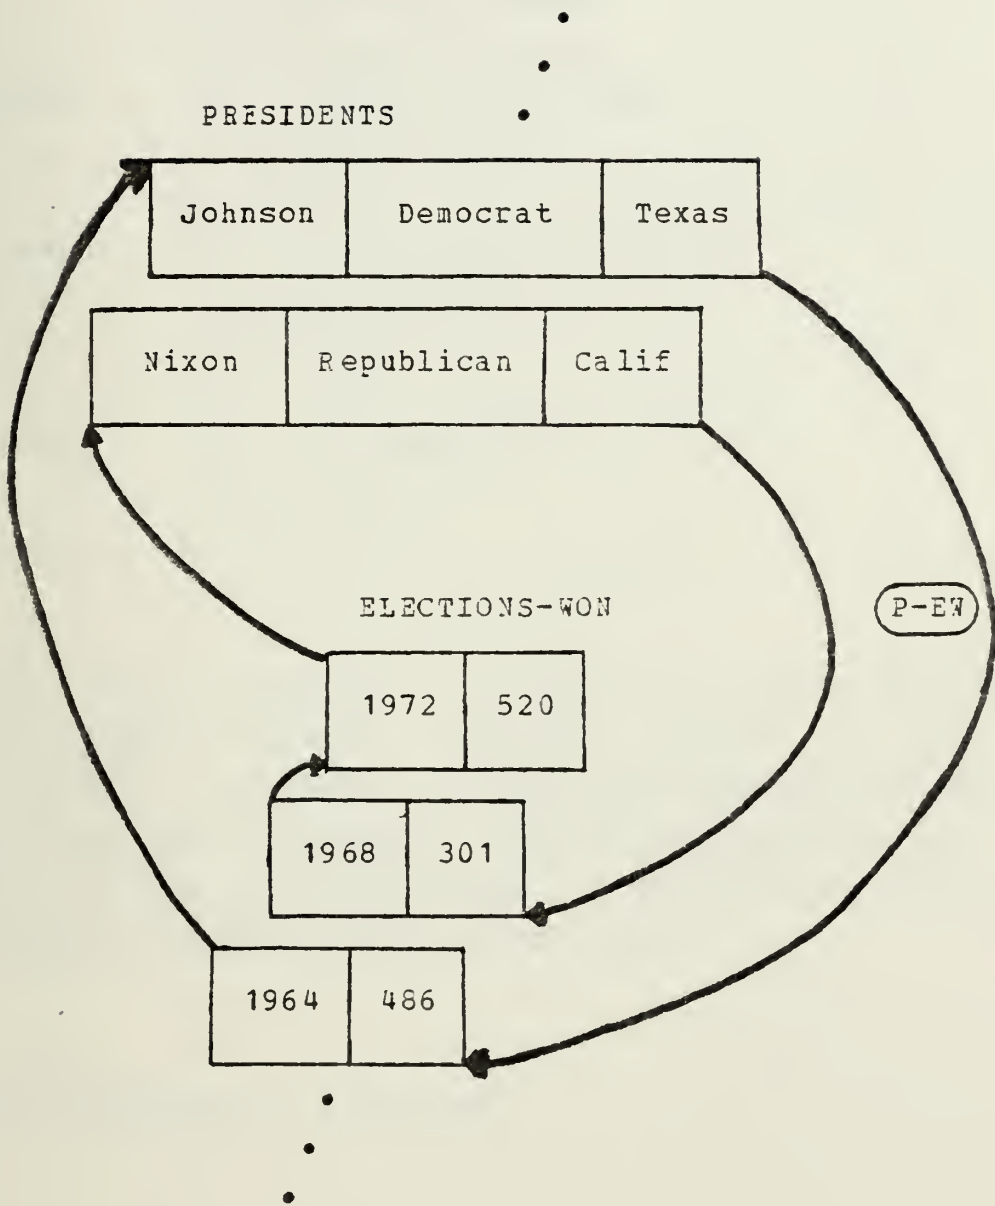 PRESIDENTS
Johnson Democrat Texas
Nixon Republican Calif
P-EW
ELECTIONS-WON
1972 520
1968 301
1964 486